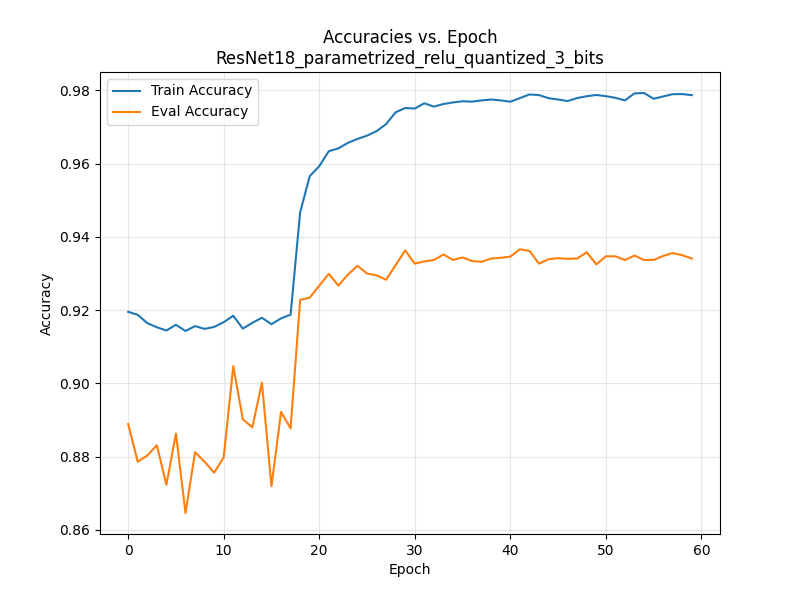 Accuracies vs. Epoch
ResNet18_parametrized_relu_quantized_3_bits
Train Accuracy
Eval Accuracy
0.98
0.96
0.94
0.92
0.90
0.88
0.86
Accuracy
0 10 20 30 40 50 60
Epoch